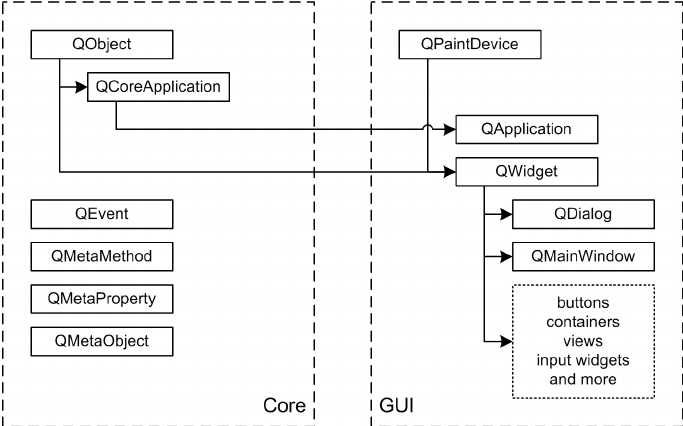 QObject
QPaintDevice
QCoreApplication
QApplication
QWidget
QEvent
QDialog
QMetaMethod
QMainWindow
QMetaProperty
QMetaObject
buttons
containers
views
input widgets
and more
Core
GUI